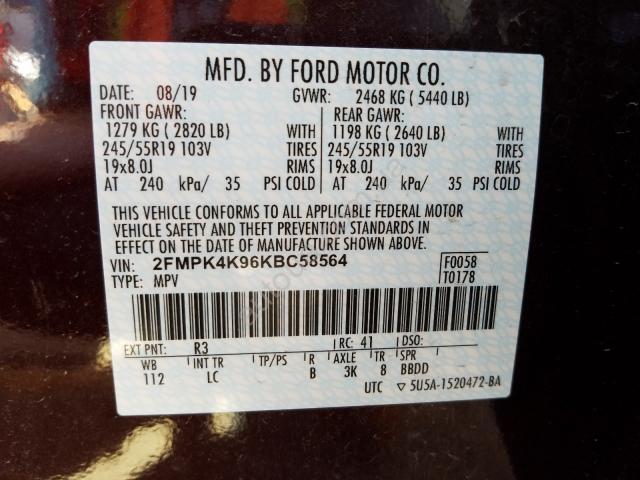 MFD. BY FORD MOTOR CO.
DATE: 08/19 GVWR: 2468 KG (5440 LB)
FRONT GAWR: REAR GAWR:
1279 KG (2820 LB) WITH 1198 KG (2640 LB) WITH
245/55R19 103V TIRES 245/55R19 103V TIRES
19x8.0J RIMS 19x8.0J RIMS
AT 240 kPa/ 35 PSI COLD AT 240 kPa/ 35 PSI COLD
THIS VEHICLE CONFORMS TO ALL APPLICABLE FEDERAL MOTOR
VEHICLE SAFETY AND THEFT PREVENTION STANDARDS IN
EFFECT ON THE DATE OF MANUFACTURE SHOWN ABOVE.
VIN: 2FMPK4K96KBC58564 F0058
TYPE: MPV T0178
EXT PNT: R3 RC: 41 DSO:
WB INT TR TP/PS R AXLE TR SPR
112 LC B 3K 8 BBDD
UTC ▽ 5U5A-1520472-BA